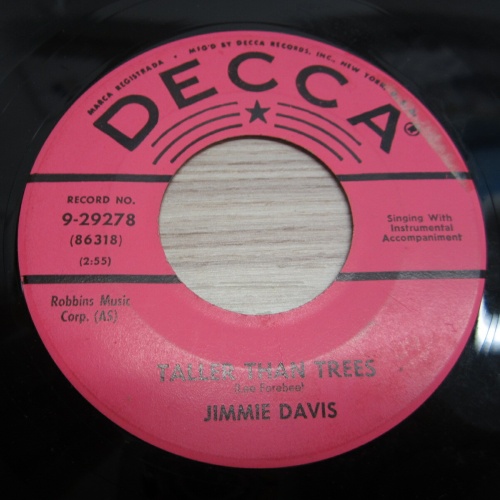 MARCA REGISTRADA • M'F'D BY DECCA RECORDS, INC., NEW YORK, U.S.A.
DECCA®
RECORD NO.
9-29278
(86318)
(2:55)
Singing With
Instrumental
Accompaniment
Robbins Music
Corp. (AS)
TALLER THAN TREES
JIMMIE DAVIS